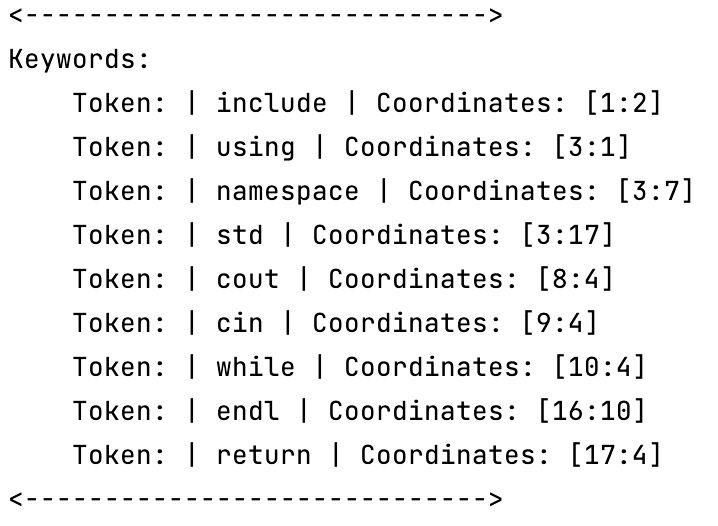 <------------------------------>
Keywords:
    Token: | include | Coordinates: [1:2]
    Token: | using | Coordinates: [3:1]
    Token: | namespace | Coordinates: [3:7]
    Token: | std | Coordinates: [3:17]
    Token: | cout | Coordinates: [8:4]
    Token: | cin | Coordinates: [9:4]
    Token: | while | Coordinates: [10:4]
    Token: | endl | Coordinates: [16:10]
    Token: | return | Coordinates: [17:4]
<------------------------------>